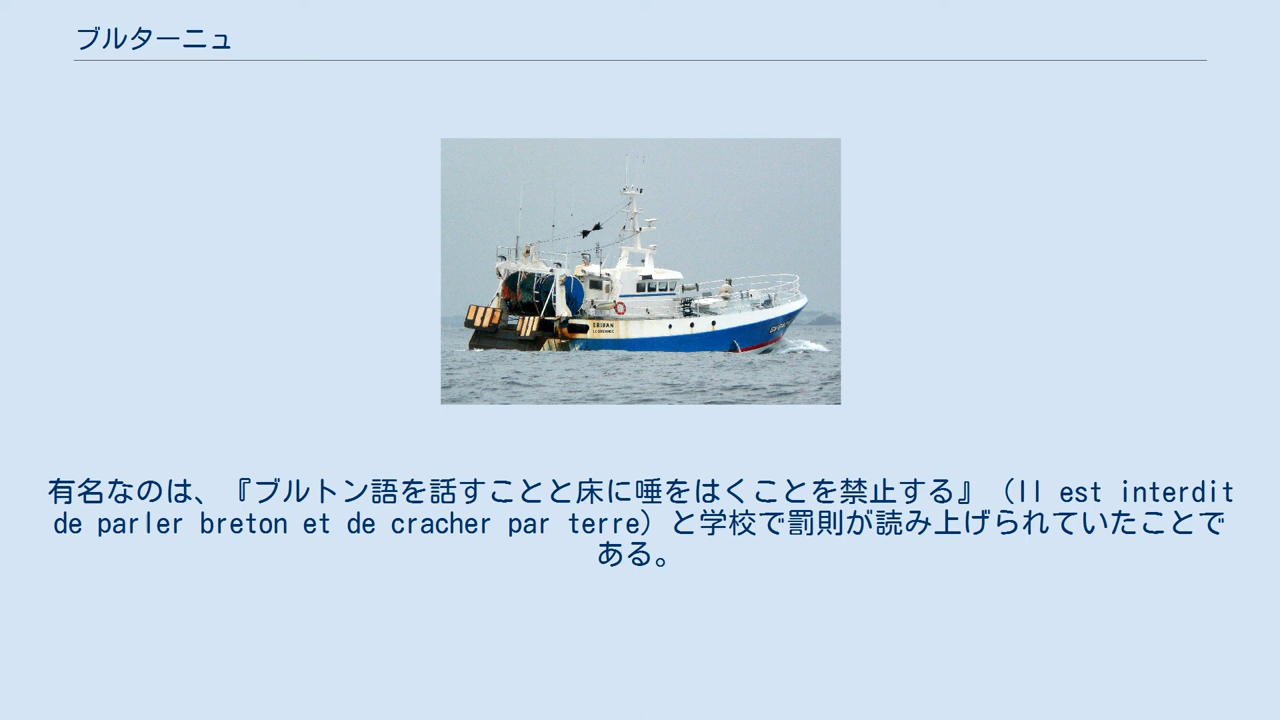 ブルターニュ
ERIDAN
有名なのは、『ブルトン語を話すことと床に唾をはくことを禁止する』（Il est interdit
de parler breton et de cracher par terre）と学校で罰則が読み上げられていたことで
ある。